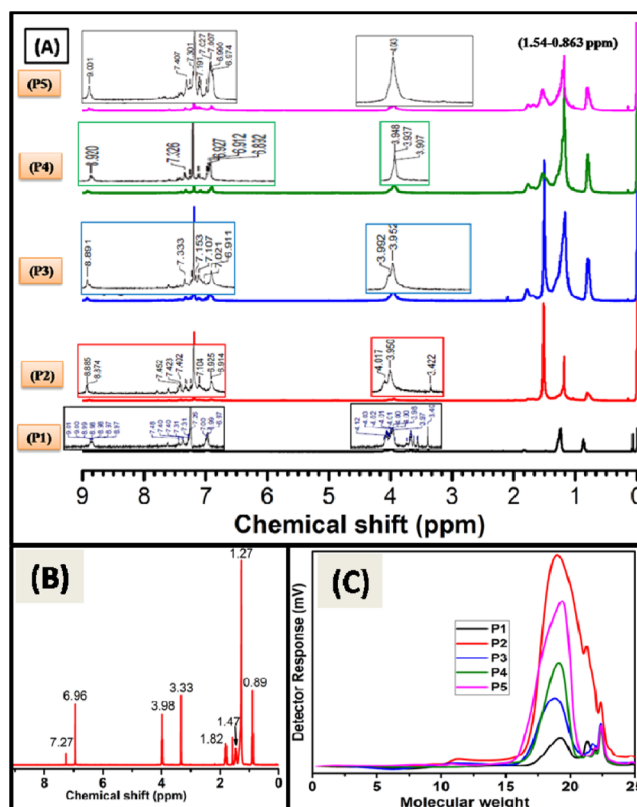 (A)
(1.54-0.863 ppm)
(P5)
9.001
7.407
7.301
7.191
7.027
7.007
6.990
6.974
(P4)
8.920
7.326
6.927
6.912
6.832
3.948
3.937
3.907
(P3)
8.891
7.333
7.153
7.107
7.021
6.911
3.992
3.952
(P2)
8.885
8.874
7.452
7.423
7.402
7.104
6.925
6.914
4.017
3.950
3.422
(P1)
9 8 7 6 5 4 3 2 1 0
Chemical shift (ppm)
(B)
1.27
6.96
7.27
3.98
3.33
1.82
1.47
0.89
8 6 4 2 0
Chemical shift (ppm)
(C)
Detector Response (mV)
P1
P2
P3
P4
P5
0 5 10 15 20 25
Molecular weight